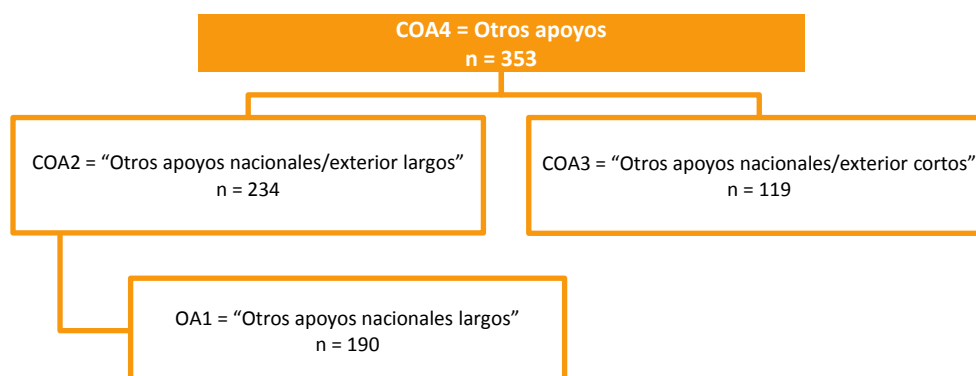 COA4 = Otros apoyos
n = 353
COA2 = “Otros apoyos nacionales/exterior largos”
n = 234
COA3 = “Otros apoyos nacionales/exterior cortos”
n = 119
OA1 = “Otros apoyos nacionales largos”
n = 190